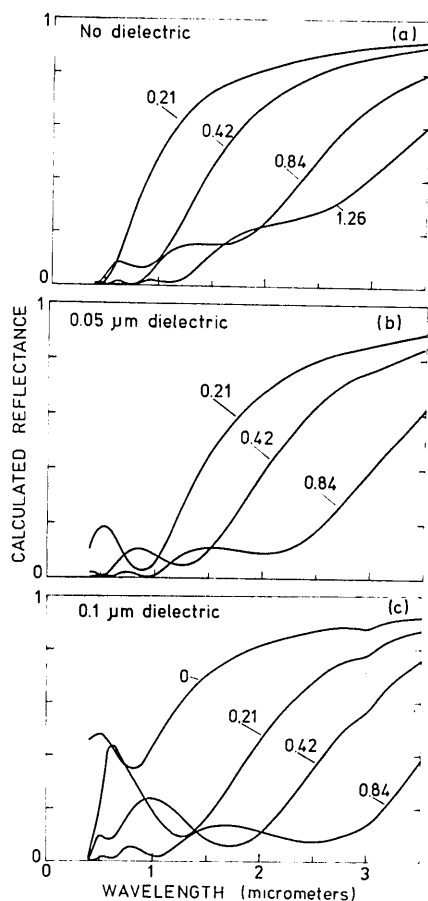 1
No dielectric
(a)
0.21
0.42
0.84
1.26
0
1
0.05 µm dielectric
(b)
0.21
0.42
0.84
0
1
0.1 µm dielectric
(c)
0
0.21
0.42
0.84
0
0 1 2 3
CALCULATED REFLECTANCE
WAVELENGTH (micrometers)